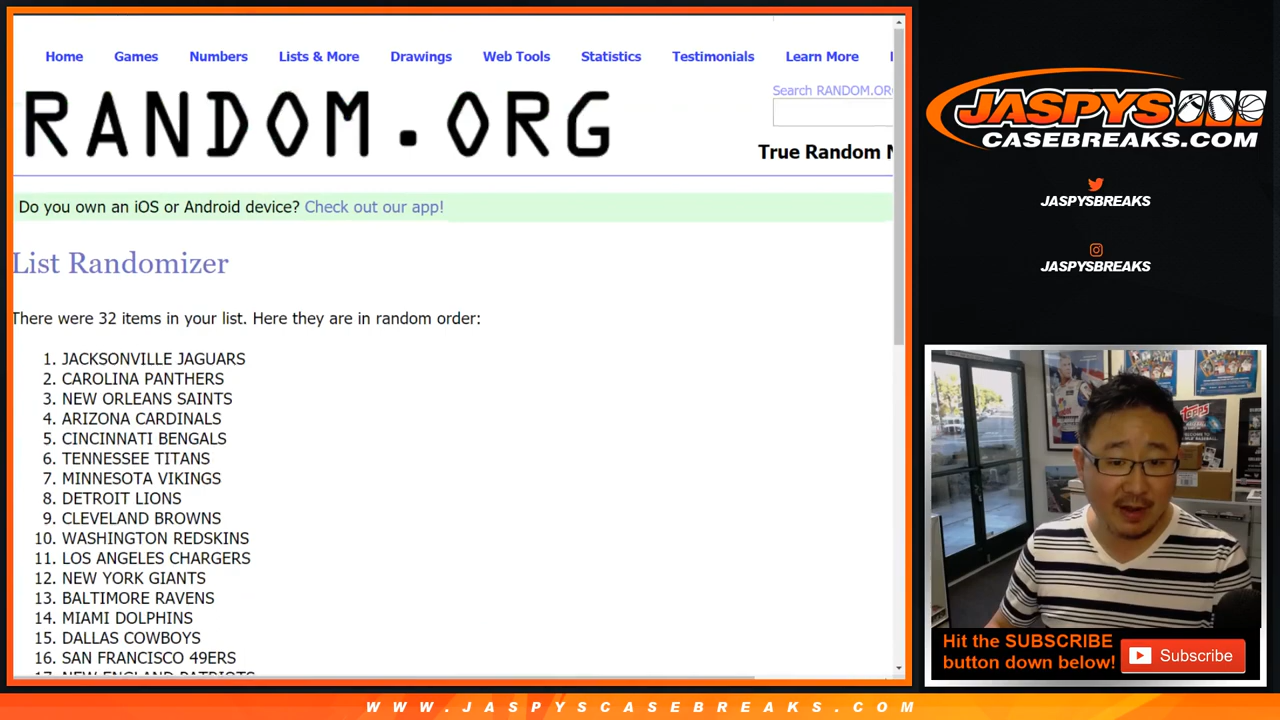 Home Games Numbers Lists & More Drawings Web Tools Statistics Testimonials Learn More
RANDOM.ORG
Search RANDOM.ORG
True Random
Do you own an iOS or Android device? Check out our app!
List Randomizer
There were 32 items in your list. Here they are in random order:
1. JACKSONVILLE JAGUARS
2. CAROLINA PANTHERS
3. NEW ORLEANS SAINTS
4. ARIZONA CARDINALS
5. CINCINNATI BENGALS
6. TENNESSEE TITANS
7. MINNESOTA VIKINGS
8. DETROIT LIONS
9. CLEVELAND BROWNS
10. WASHINGTON REDSKINS
11. LOS ANGELES CHARGERS
12. NEW YORK GIANTS
13. BALTIMORE RAVENS
14. MIAMI DOLPHINS
15. DALLAS COWBOYS
16. SAN FRANCISCO 49ERS
17. NEW ENGLAND PATRIOTS
JASPYS
CASEBREAKS.COM
JASPYSBREAKS
JASPYSBREAKS
topps
Hit the SUBSCRIBE
button down below!
Subscribe
WWW.JASPYSCASEBREAKS.COM